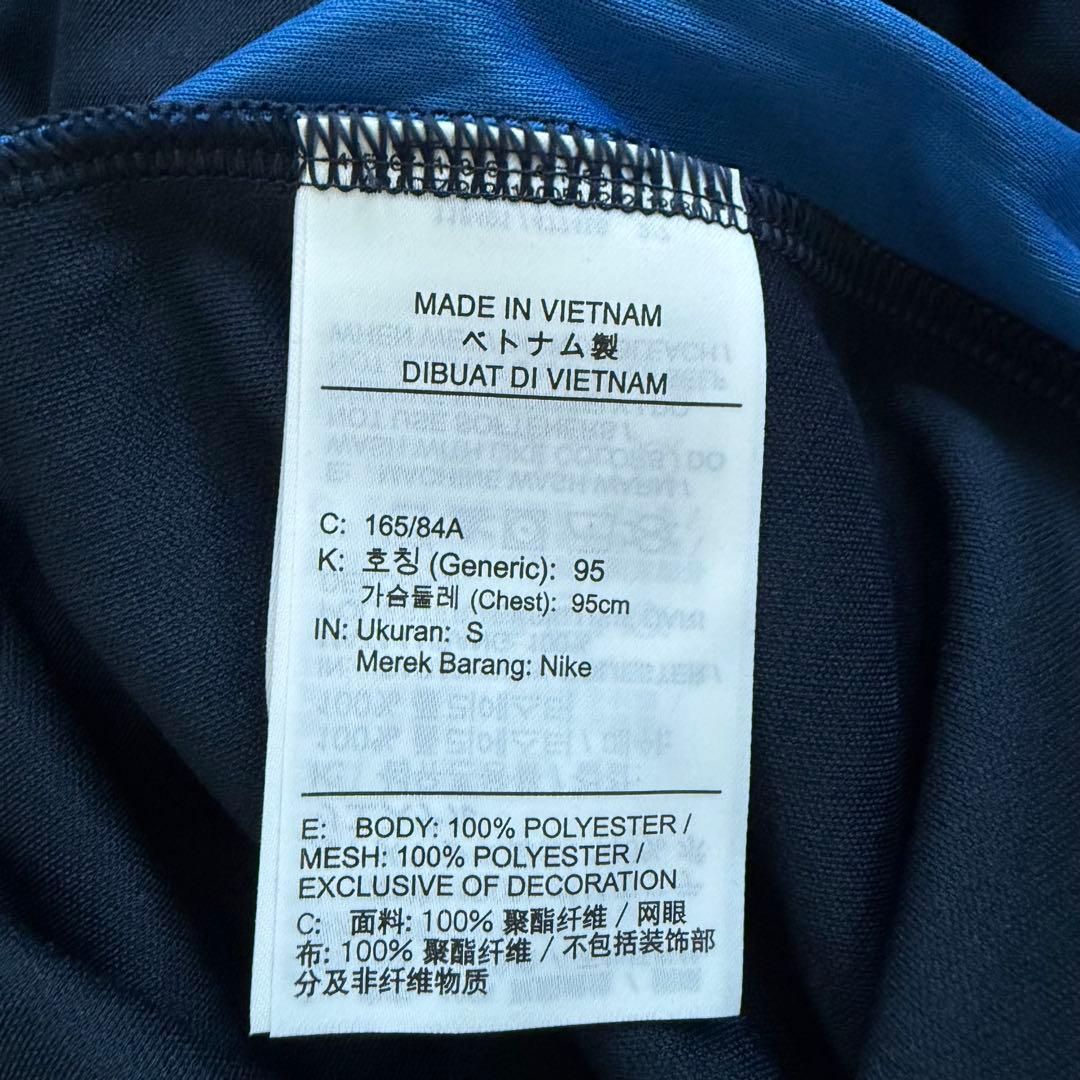 MADE IN VIETNAM
ベトナム製
DIBUAT DI VIETNAM
C: 165/84A
K: 호칭 (Generic): 95
가슴둘레 (Chest): 95cm
IN: Ukuran: S
Merek Barang: Nike
E: BODY: 100% POLYESTER /
MESH: 100% POLYESTER /
EXCLUSIVE OF DECORATION
C: 面料: 100% 聚酯纤维 / 网眼
布: 100% 聚酯纤维 / 不包括装饰部
分及非纤维物质